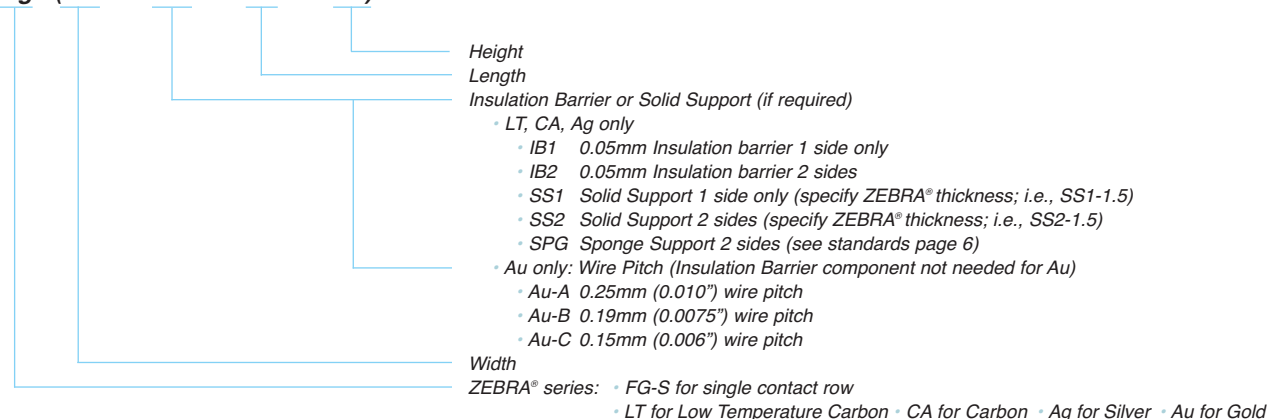 Height
Length
Insulation Barrier or Solid Support (if required)
• LT, CA, Ag only
• IB1 0.05mm Insulation barrier 1 side only
• IB2 0.05mm Insulation barrier 2 sides
• SS1 Solid Support 1 side only (specify ZEBRA® thickness; i.e., SS1-1.5)
• SS2 Solid Support 2 sides (specify ZEBRA® thickness; i.e., SS2-1.5)
• SPG Sponge Support 2 sides (see standards page 6)
• Au only: Wire Pitch (Insulation Barrier component not needed for Au)
• Au-A 0.25mm (0.010”) wire pitch
• Au-B 0.19mm (0.0075”) wire pitch
• Au-C 0.15mm (0.006”) wire pitch
Width
ZEBRA® series: • FG-S for single contact row
• LT for Low Temperature Carbon • CA for Carbon • Ag for Silver • Au for Gold